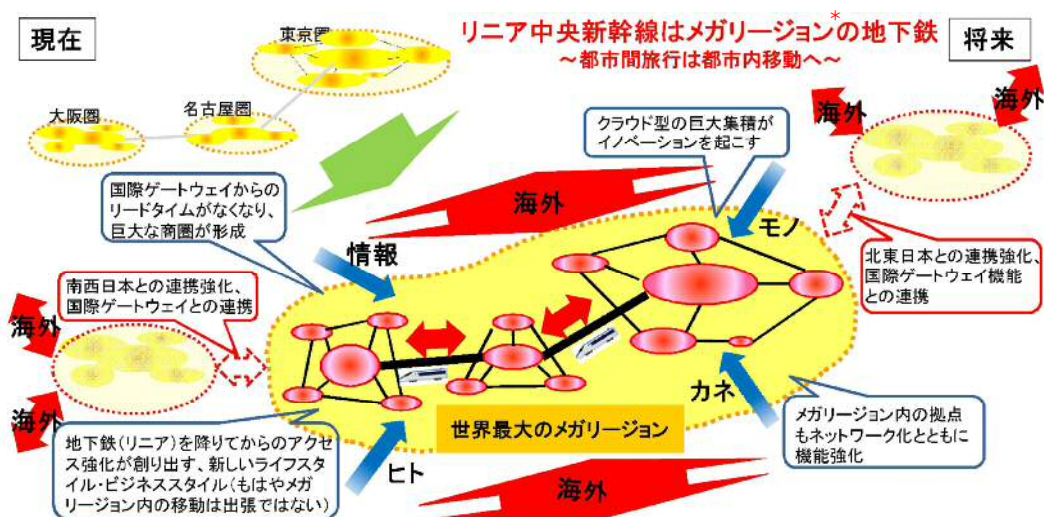 現在
リニア中央新幹線はメガリージョン*の地下鉄
～都市間旅行は都市内移動へ～
将来
東京圏
名古屋圏
大阪圏
海外
海外
クラウド型の巨大集積が
イノベーションを起こす
国際ゲートウェイからの
リードタイムがなくなり、
巨大な商圏が形成
海外
モノ
情報
北東日本との連携強化、
国際ゲートウェイ機能
との連携
南西日本との連携強化、
国際ゲートウェイとの連携
海外
海外
カネ
メガリージョン内の拠点
もネットワーク化とともに
機能強化
世界最大のメガリージョン
地下鉄(リニア)を降りてからのアクセ
ス強化が創り出す、新しいライフスタ
イル・ビジネススタイル(もはやメガ
リージョン内の移動は出張ではない)
ヒト
海外